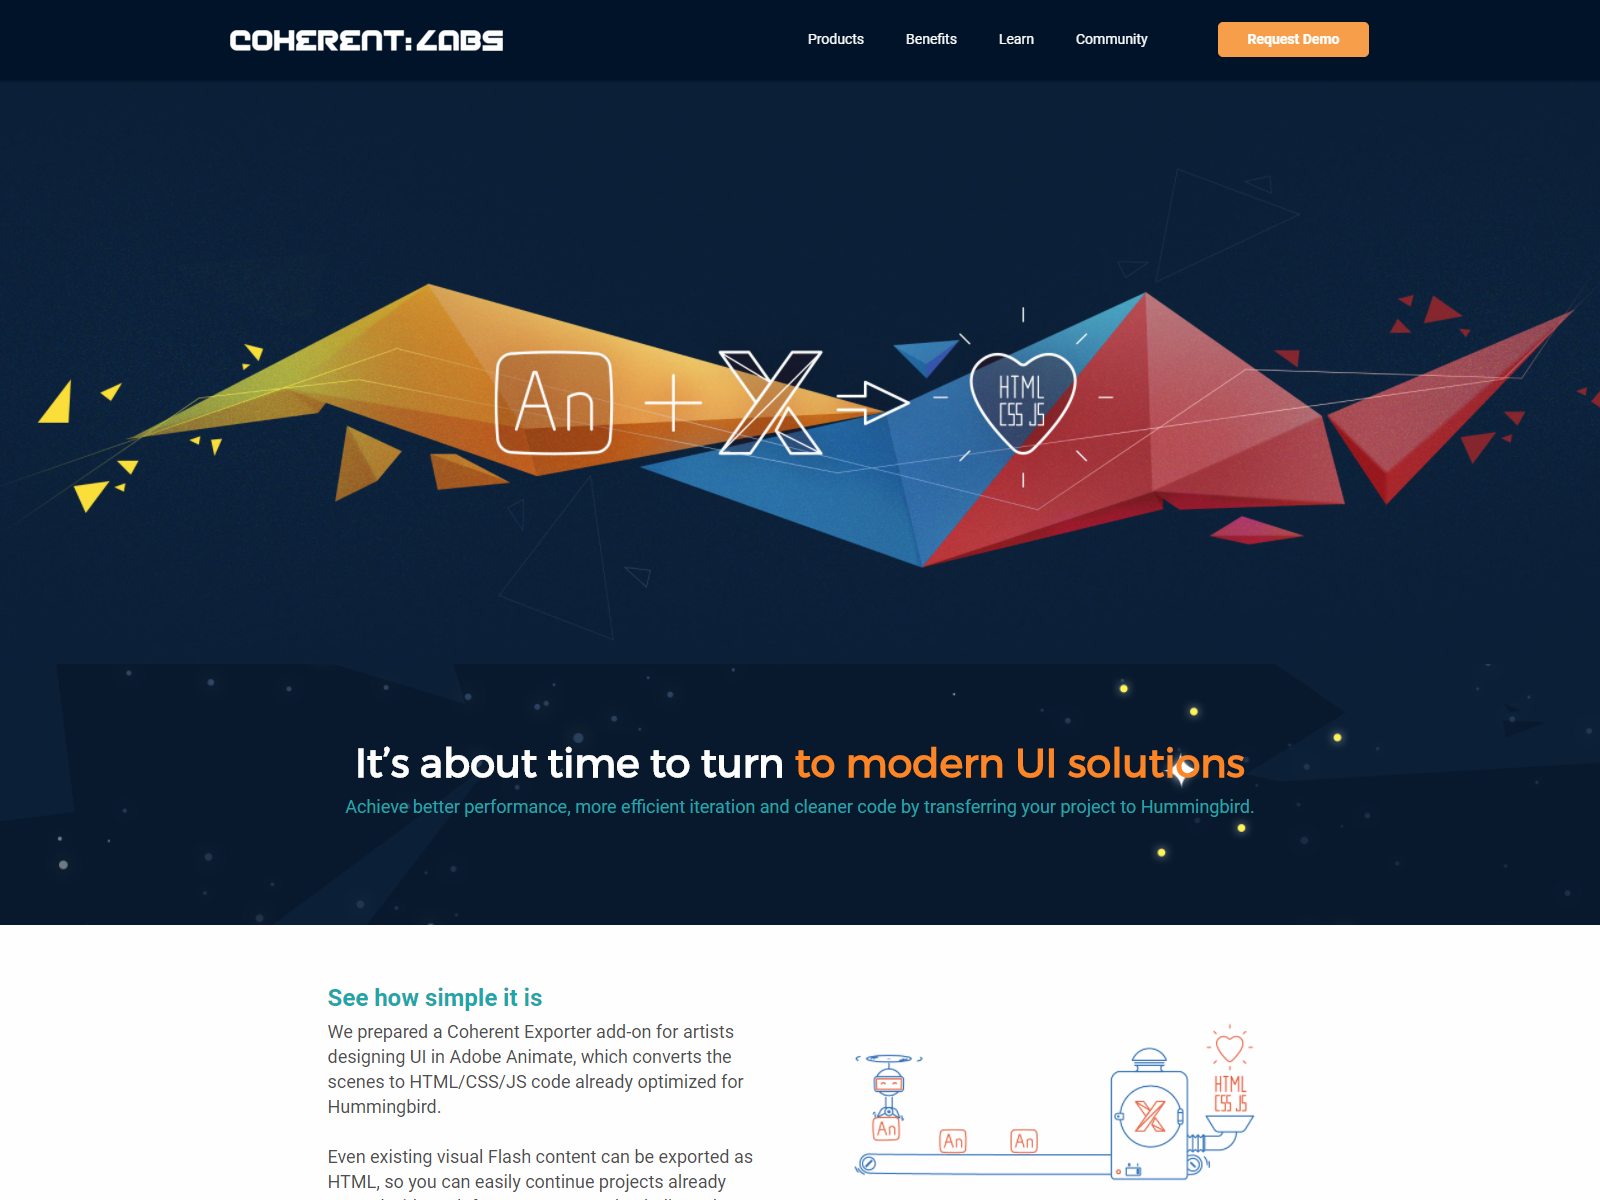 COHERENT:LABS
Products Benefits Learn Community Request Demo
An + X HTML
CSS JS
It's about time to turn to modern UI solutions
Achieve better performance, more efficient iteration and cleaner code by transferring your project to Hummingbird.
See how simple it is
We prepared a Coherent Exporter add-on for artists
designing UI in Adobe Animate, which converts the
scenes to HTML/CSS/JS code already optimized for
Hummingbird.
Even existing visual Flash content can be exported as
HTML, so you can easily continue projects already
HTML
CSS JS
X
An An An